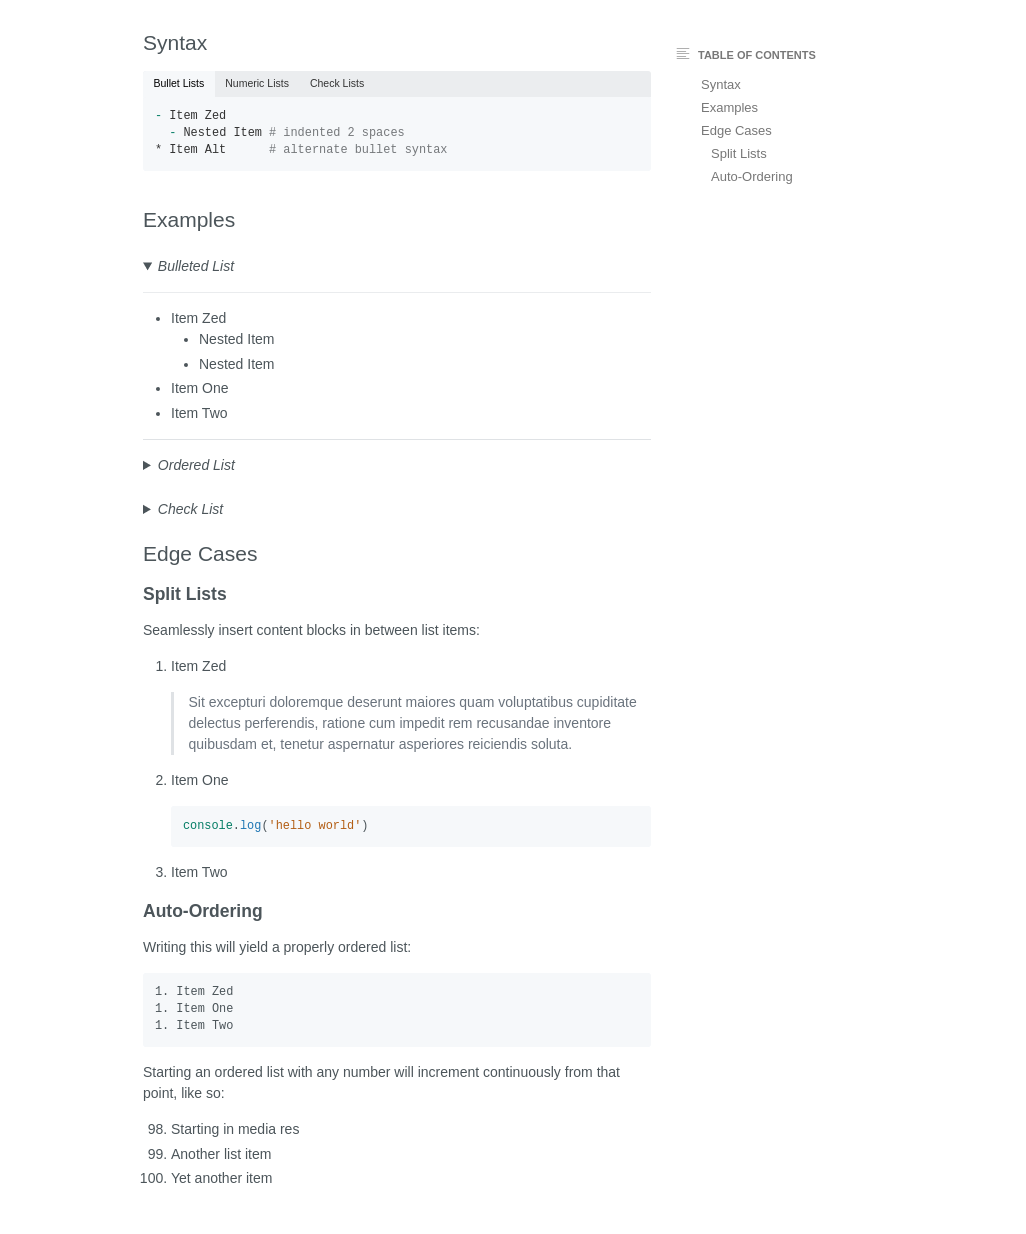 Syntax
Bullet Lists Numeric Lists Check Lists
- Item Zed
  - Nested Item # indented 2 spaces
* Item Alt      # alternate bullet syntax
Examples
Bulleted List
• Item Zed
• Nested Item
• Nested Item
• Item One
• Item Two
Ordered List
Check List
Edge Cases
Split Lists
Seamlessly insert content blocks in between list items:
1. Item Zed
Sit excepturi doloremque deserunt maiores quam voluptatibus cupiditate
delectus perferendis, ratione cum impedit rem recusandae inventore
quibusdam et, tenetur aspernatur asperiores reiciendis soluta.
2. Item One
console.log('hello world')
3. Item Two
Auto-Ordering
Writing this will yield a properly ordered list:
1. Item Zed
1. Item One
1. Item Two
Starting an ordered list with any number will increment continuously from that
point, like so:
98. Starting in media res
99. Another list item
100. Yet another item
TABLE OF CONTENTS
Syntax
Examples
Edge Cases
Split Lists
Auto-Ordering